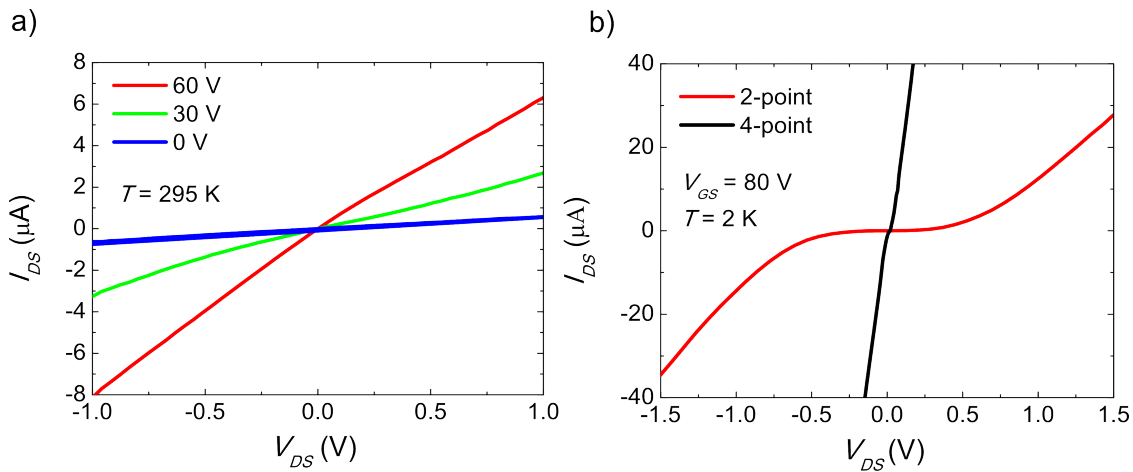 a)
8
6
4
2
0
-2
-4
-6
-8
I_DS (μA)
60 V
30 V
0 V
T = 295 K
-1.0 -0.5 0.0 0.5 1.0
V_DS (V)
b)
40
20
0
-20
-40
I_DS (μA)
2-point
4-point
V_GS = 80 V
T = 2 K
-1.5 -1.0 -0.5 0.0 0.5 1.0 1.5
V_DS (V)